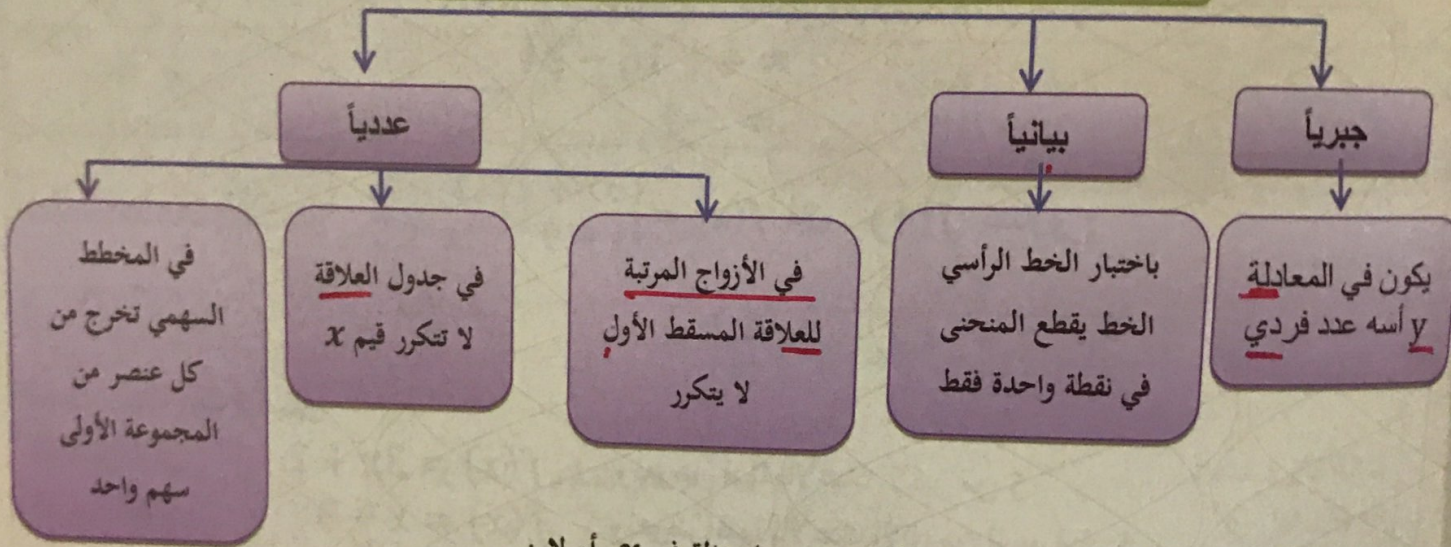 جبرياً
بيانياً
عددياً
يكون في المعادلة
y أسه عدد فردي
باختبار الخط الرأسي
الخط يقطع المنحنى
في نقطة واحدة فقط
في الأزواج المرتبة
للعلاقة المسقط الأول
لا يتكرر
في جدول العلاقة
لا تتكرر قيم x
في المخطط
السهمي تخرج من
كل عنصر من
المجموعة الأولى
سهم واحد